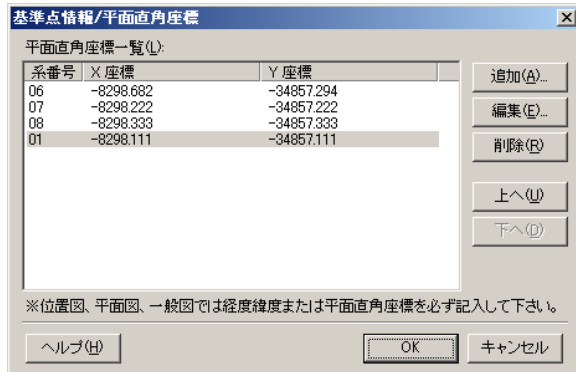 基準点情報/平面直角座標
平面直角座標一覧(L):
系番号 X 座標 Y 座標
06 -8298.682 -34857.294
07 -8298.222 -34857.222
08 -8298.333 -34857.333
01 -8298.111 -34857.111
追加(A)...
編集(E)...
削除(R)
上へ(U)
下へ(D)
※位置図、平面図、一般図では経度緯度または平面直角座標を必ず記入して下さい。
ヘルプ(H) OK キャンセル